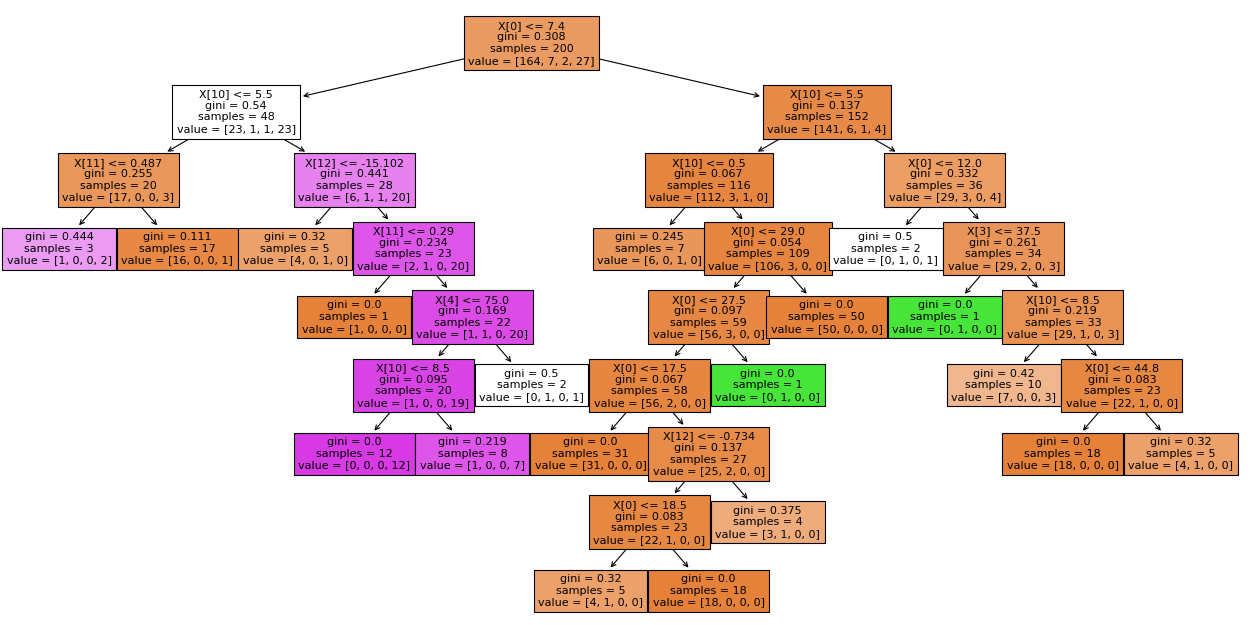 X[0] <= 7.4
gini = 0.308
samples = 200
value = [164, 7, 2, 27]
X[10] <= 5.5
gini = 0.54
samples = 48
value = [23, 1, 1, 23]
X[10] <= 5.5
gini = 0.137
samples = 152
value = [141, 6, 1, 4]
X[11] <= 0.487
gini = 0.255
samples = 20
value = [17, 0, 0, 3]
X[12] <= -15.102
gini = 0.441
samples = 28
value = [6, 1, 1, 20]
X[10] <= 0.5
gini = 0.067
samples = 116
value = [112, 3, 1, 0]
X[0] <= 12.0
gini = 0.332
samples = 36
value = [29, 3, 0, 4]
gini = 0.444
samples = 3
value = [1, 0, 0, 2]
gini = 0.111
samples = 17
value = [16, 0, 0, 1]
gini = 0.32
samples = 5
value = [4, 0, 1, 0]
X[11] <= 0.29
gini = 0.234
samples = 23
value = [2, 1, 0, 20]
gini = 0.245
samples = 7
value = [6, 0, 1, 0]
X[0] <= 29.0
gini = 0.054
samples = 109
value = [106, 3, 0, 0]
gini = 0.5
samples = 2
value = [0, 1, 0, 1]
X[3] <= 37.5
gini = 0.261
samples = 34
value = [29, 2, 0, 3]
gini = 0.0
samples = 1
value = [1, 0, 0, 0]
X[4] <= 75.0
gini = 0.169
samples = 22
value = [1, 1, 0, 20]
X[0] <= 27.5
gini = 0.097
samples = 59
value = [56, 3, 0, 0]
gini = 0.0
samples = 50
value = [50, 0, 0, 0]
gini = 0.0
samples = 1
value = [0, 1, 0, 0]
X[10] <= 8.5
gini = 0.219
samples = 33
value = [29, 1, 0, 3]
X[10] <= 8.5
gini = 0.095
samples = 20
value = [1, 0, 0, 19]
gini = 0.5
samples = 2
value = [0, 1, 0, 1]
X[0] <= 17.5
gini = 0.067
samples = 58
value = [56, 2, 0, 0]
gini = 0.0
samples = 1
value = [0, 1, 0, 0]
gini = 0.42
samples = 10
value = [7, 0, 0, 3]
X[0] <= 44.8
gini = 0.083
samples = 23
value = [22, 1, 0, 0]
gini = 0.0
samples = 12
value = [0, 0, 0, 12]
gini = 0.219
samples = 8
value = [1, 0, 0, 7]
gini = 0.0
samples = 31
value = [31, 0, 0, 0]
X[12] <= -0.734
gini = 0.137
samples = 27
value = [25, 2, 0, 0]
gini = 0.0
samples = 18
value = [18, 0, 0, 0]
gini = 0.32
samples = 5
value = [4, 1, 0, 0]
X[0] <= 18.5
gini = 0.083
samples = 23
value = [22, 1, 0, 0]
gini = 0.375
samples = 4
value = [3, 1, 0, 0]
gini = 0.32
samples = 5
value = [4, 1, 0, 0]
gini = 0.0
samples = 18
value = [18, 0, 0, 0]